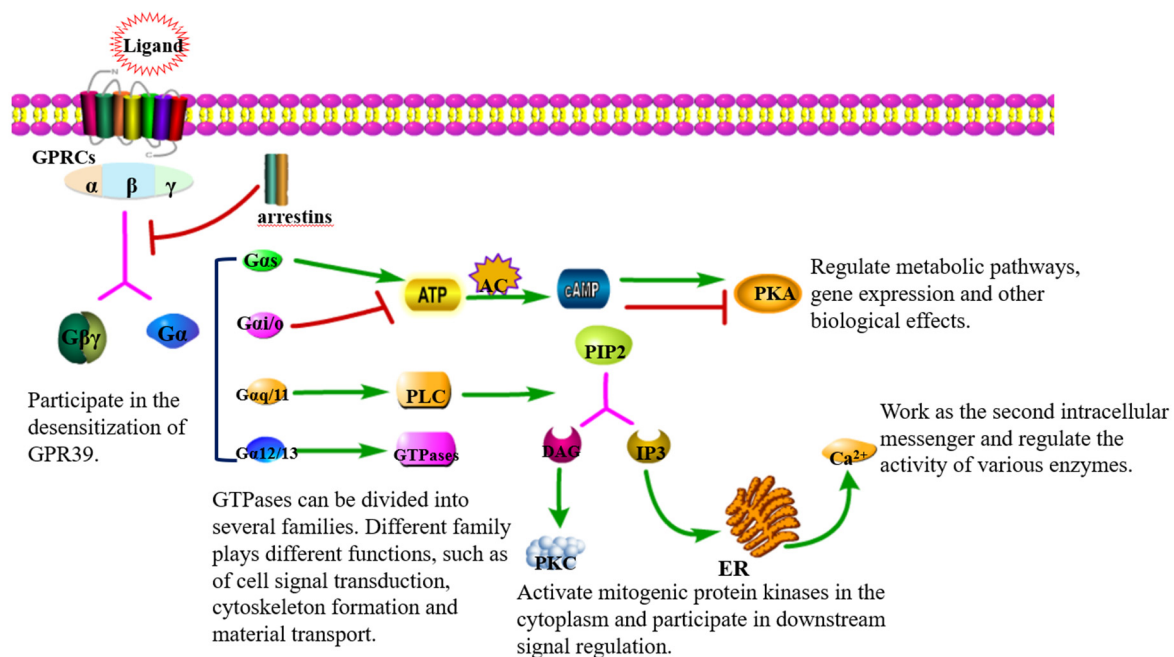 Ligand
N
C
GPRCs
α β γ
arrestins
Gβγ
Gα
Participate in the
desensitization of
GPR39.
Gαs
Gαi/o
Gαq/11
Gα12/13
ATP
AC
cAMP
PKA
Regulate metabolic pathways,
gene expression and other
biological effects.
PLC
GTPases
PIP2
DAG
IP3
PKC
ER
Ca²⁺
Work as the second intracellular
messenger and regulate the
activity of various enzymes.
GTPases can be divided into
several families. Different family
plays different functions, such as
of cell signal transduction,
cytoskeleton formation and
material transport.
Activate mitogenic protein kinases in the
cytoplasm and participate in downstream
signal regulation.